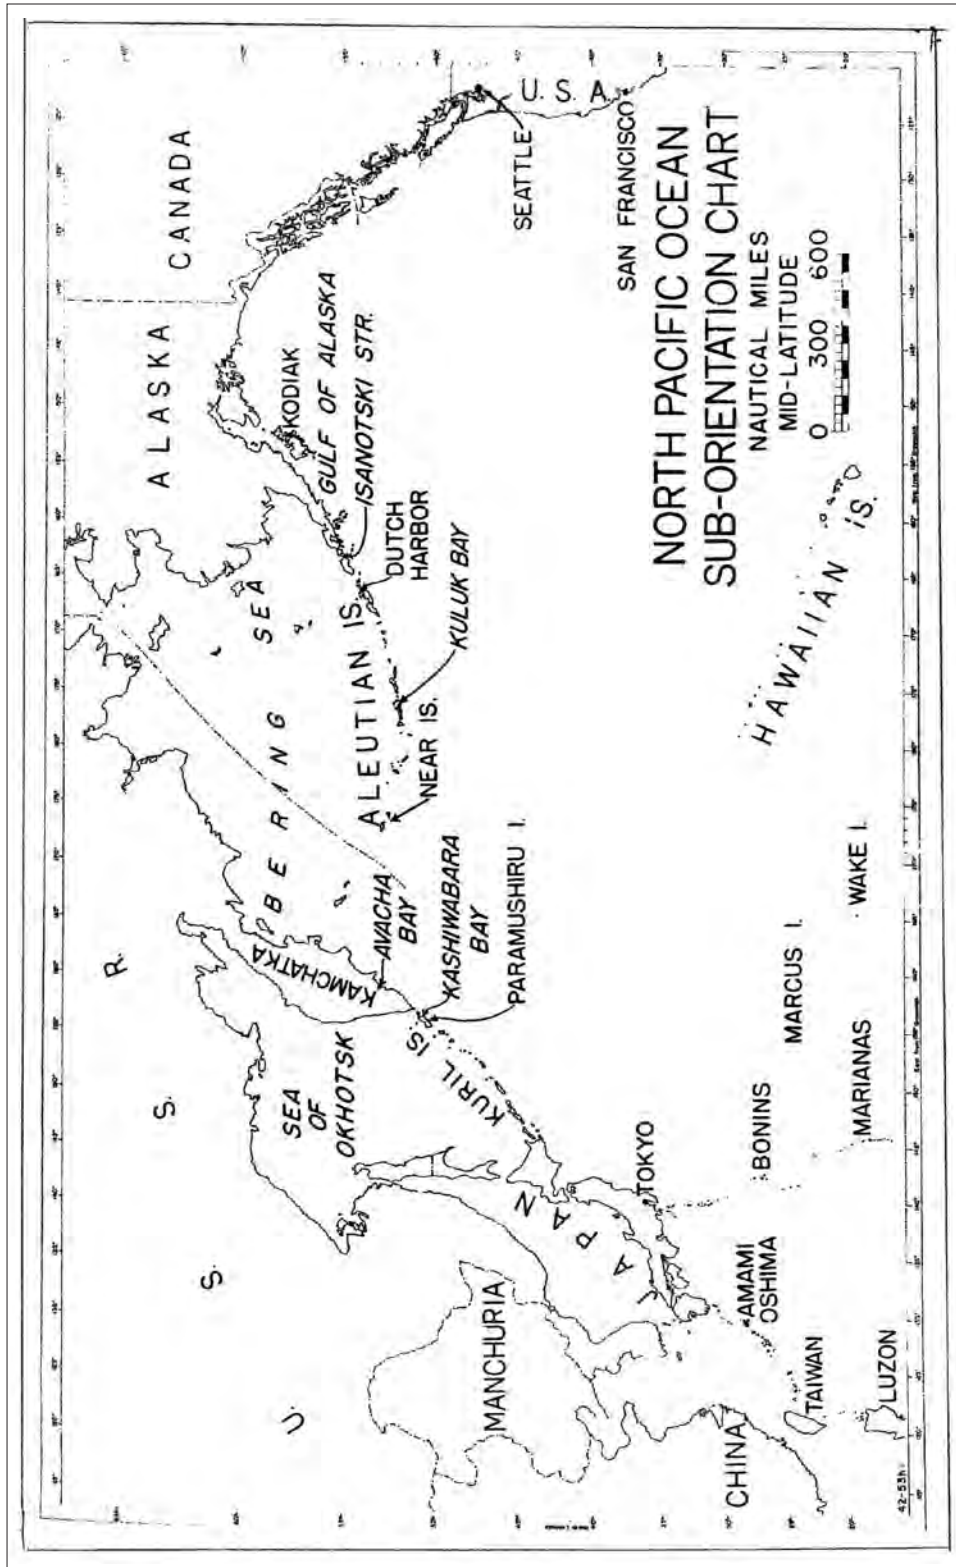 U. S. S. R.
ALASKA
CANADA
U. S. A.
BERING SEA
KODIAK
GULF OF ALASKA
ISANOTSKI STR.
SEATTLE
SAN FRANCISCO
ALEUTIAN IS.
DUTCH
HARBOR
KULUK BAY
NEAR IS.
KAMCHATKA
AVACHA
BAY
KASHIWABARA
BAY
PARAMUSHIRU I.
SEA
OF
OKHOTSK
KURIL IS.
MANCHURIA
JAPAN
TOKYO
CHINA
AMAMI
OSHIMA
TAIWAN
LUZON
BONINS
MARIANAS
MARCUS I.
WAKE I.
HAWAIIAN IS.
NORTH PACIFIC OCEAN
SUB-ORIENTATION CHART
NAUTICAL MILES
MID-LATITUDE
0 300 600
42-53h